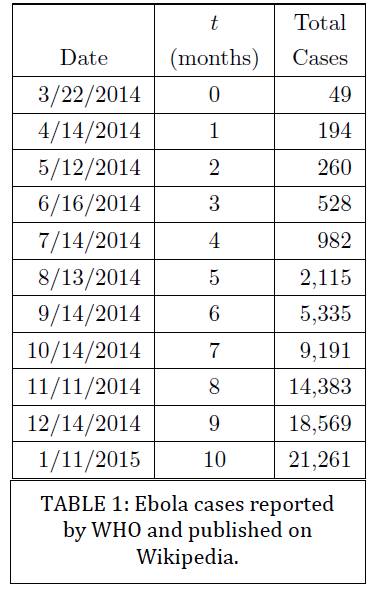 t Total
Date (months) Cases
3/22/2014 0 49
4/14/2014 1 194
5/12/2014 2 260
6/16/2014 3 528
7/14/2014 4 982
8/13/2014 5 2,115
9/14/2014 6 5,335
10/14/2014 7 9,191
11/11/2014 8 14,383
12/14/2014 9 18,569
1/11/2015 10 21,261
TABLE 1: Ebola cases reported
by WHO and published on
Wikipedia.